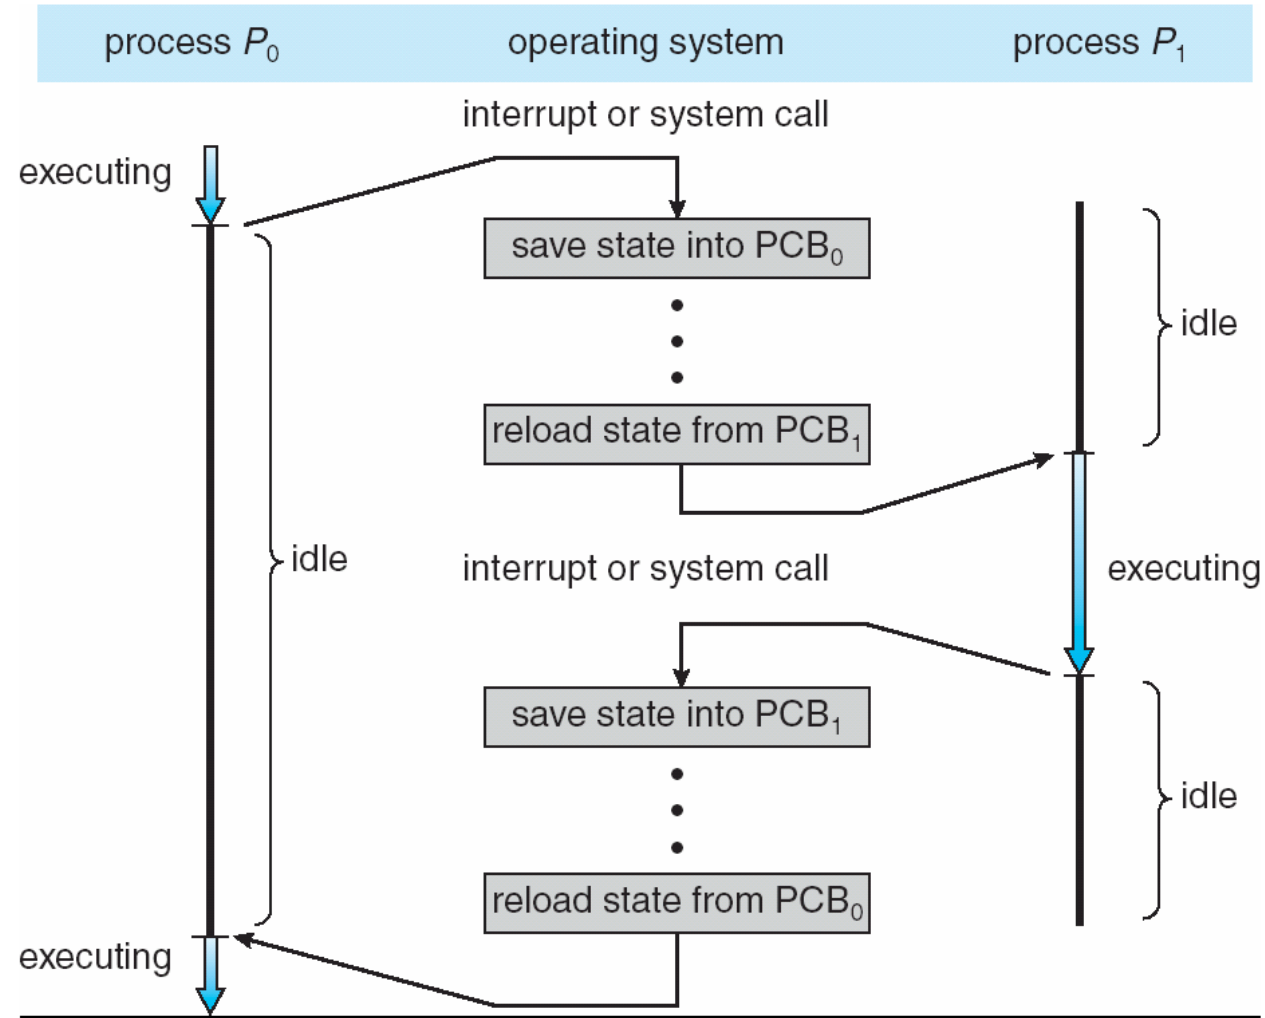 process P₀ operating system process P₁
interrupt or system call
executing
save state into PCB₀
idle
reload state from PCB₁
idle
interrupt or system call
executing
save state into PCB₁
idle
reload state from PCB₀
executing